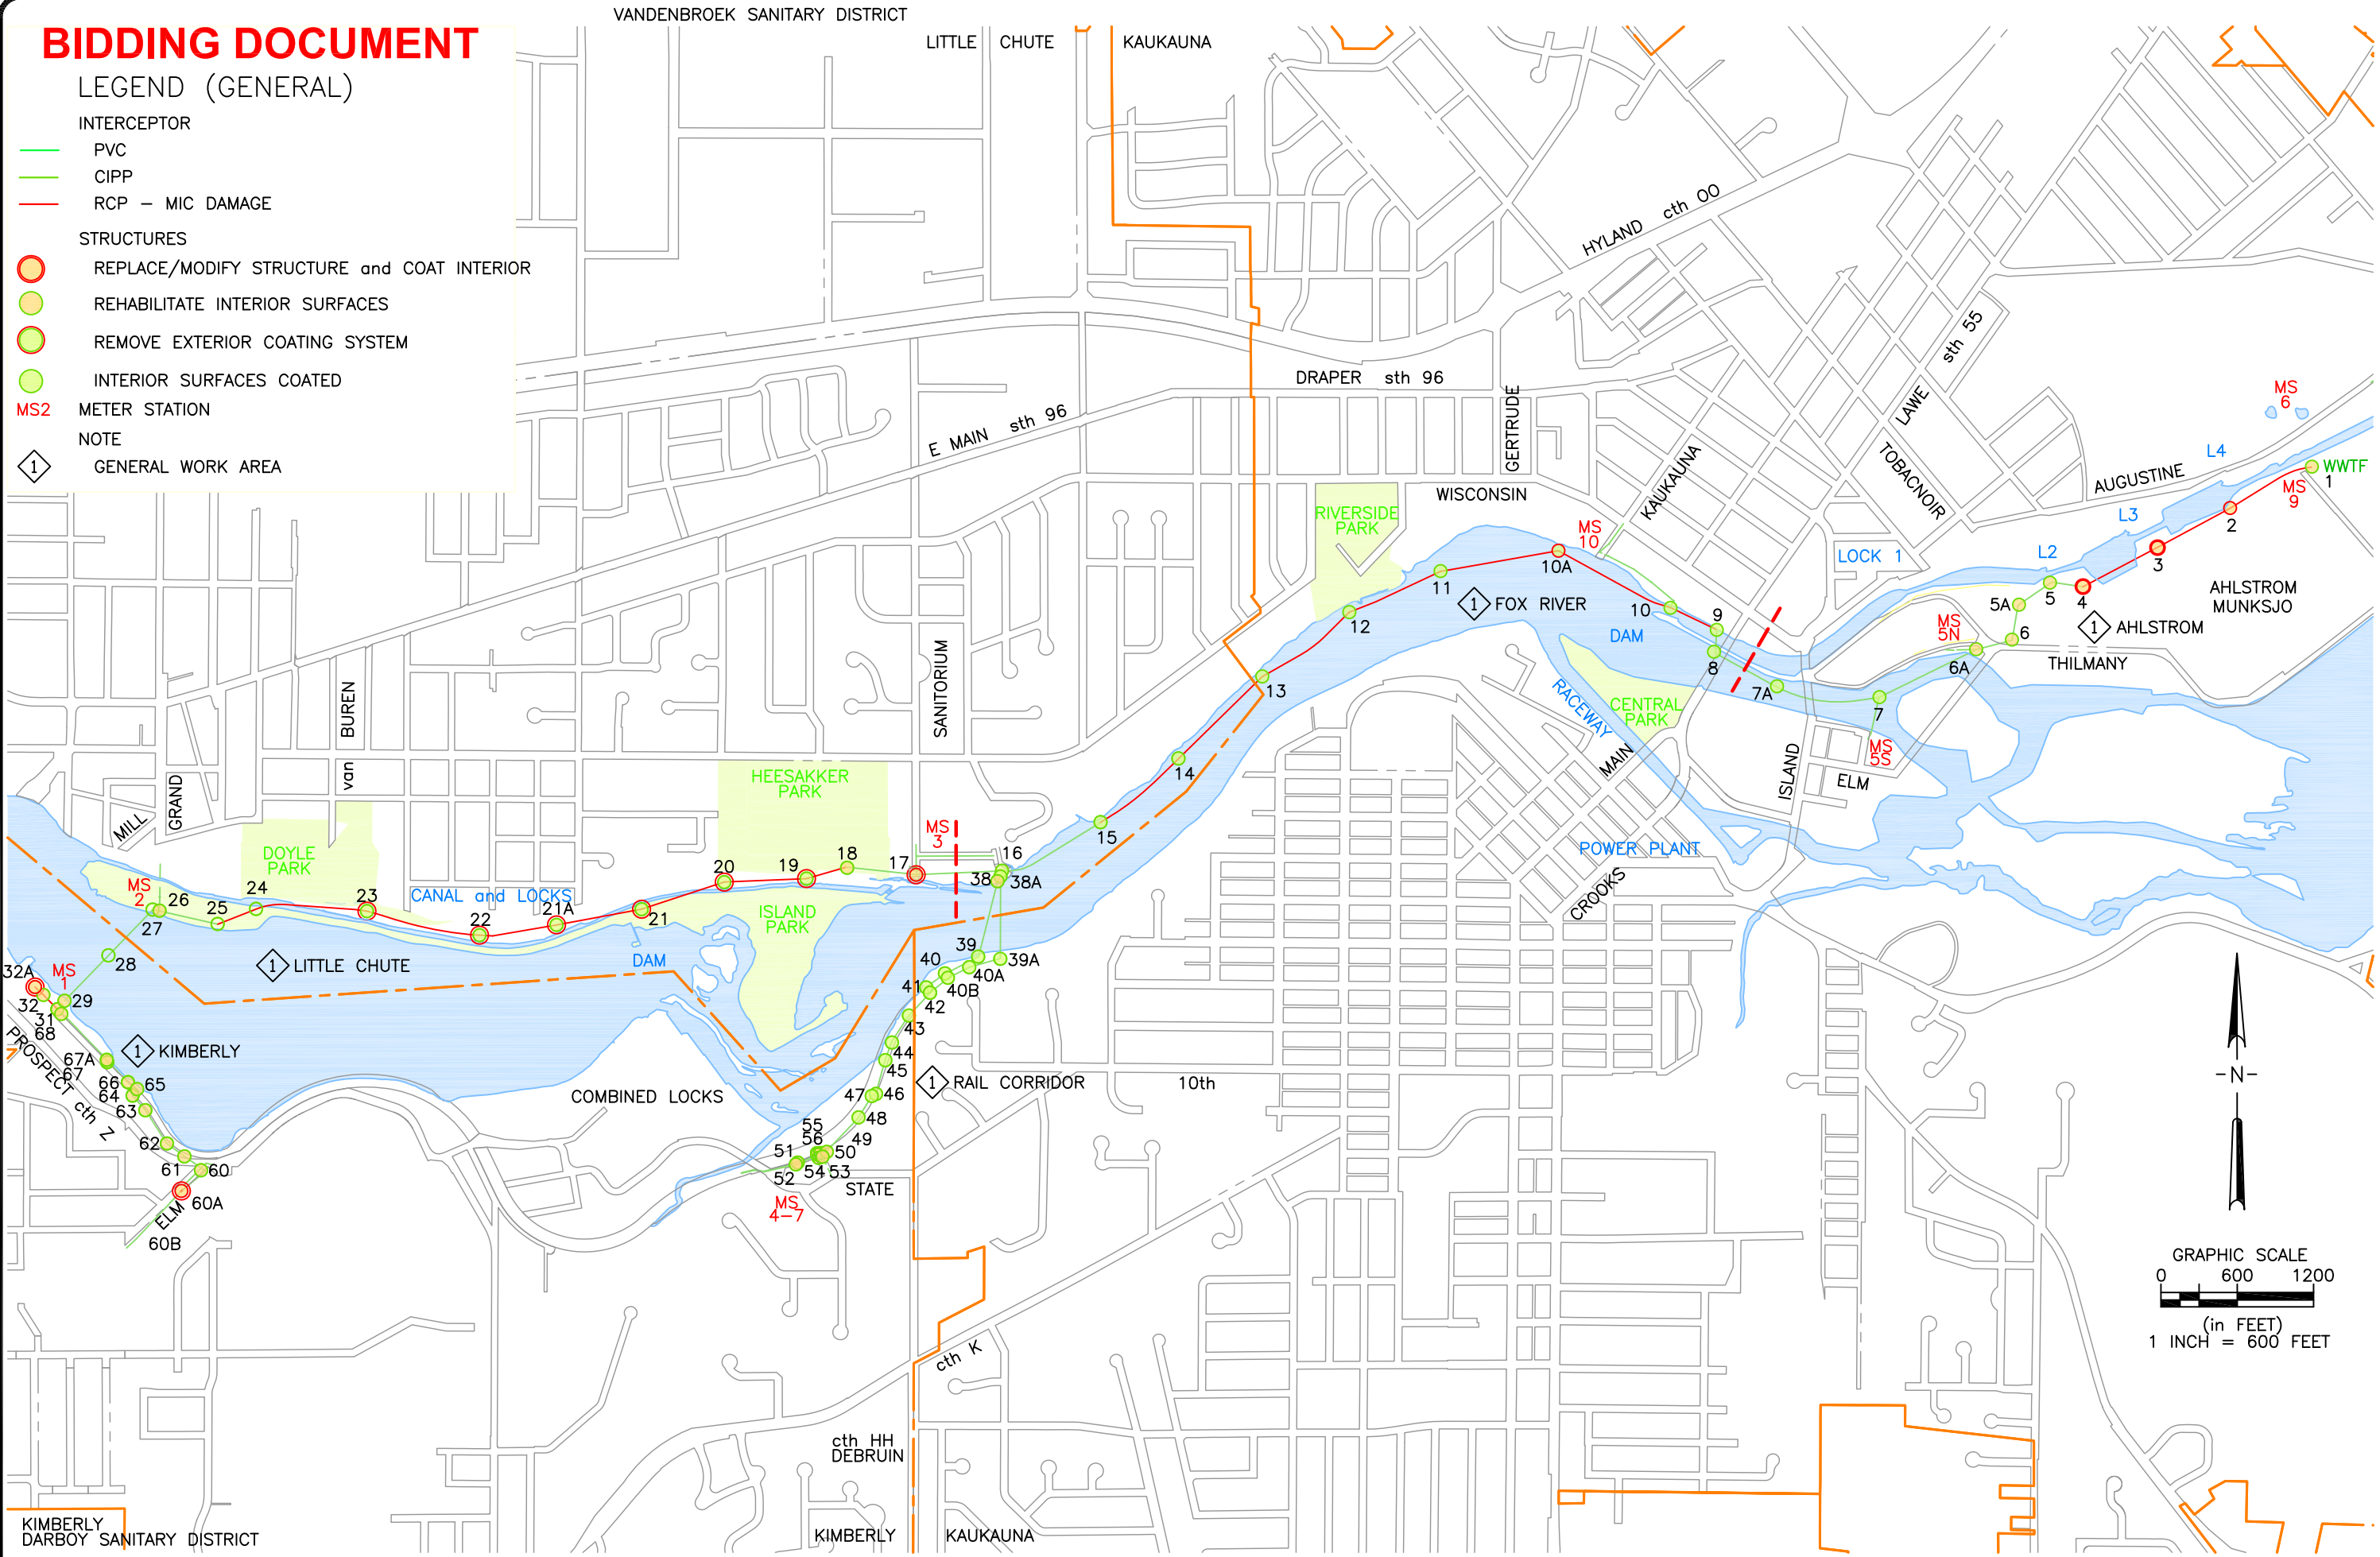 VANDENBROEK SANITARY DISTRICT
BIDDING DOCUMENT
LITTLE CHUTE
KAUKAUNA
LEGEND (GENERAL)
INTERCEPTOR
PVC
CIPP
RCP - MIC DAMAGE
STRUCTURES
REPLACE/MODIFY STRUCTURE and COAT INTERIOR
REHABILITATE INTERIOR SURFACES
REMOVE EXTERIOR COATING SYSTEM
INTERIOR SURFACES COATED
MS2 METER STATION
NOTE
1 GENERAL WORK AREA
HYLAND cth OO
sth 55
LAWE
TOBACNOIR
DRAPER sth 96
E MAIN sth 96
GERTRUDE
WISCONSIN
KAUKAUNA
AUGUSTINE
MS
6
L4
WWTF
1
MS
9
2
L3
3
L2
LOCK 1
4
5
5A
6
MS
5N
6A
AHLSTROM
MUNKSJO
1 AHLSTROM
THILMANY
RIVERSIDE
PARK
MS
10
10A
11
1 FOX RIVER
10
9
DAM
12
8
7A
7
MS
5S
RACEWAY
CENTRAL
PARK
MAIN
ISLAND
ELM
POWER PLANT
CROOKS
13
14
15
SANITORIUM
van BUREN
GRAND
MILL
HEESAKKER
PARK
DOYLE
PARK
MS
3
16
17
18
19
20
38
38A
CANAL and LOCKS
21A
21
22
23
24
25
26
MS
2
27
28
ISLAND
PARK
DAM
1 LITTLE CHUTE
32A
MS
1
29
32
31
68
39
39A
40
40A
40B
41
42
43
44
45
46
47
48
49
1 KIMBERLY
67A
67
66
65
64
63
62
61
60
60A
ELM
60B
PROSPECT cth Z
COMBINED LOCKS
1 RAIL CORRIDOR
10th
55
56
51
50
52
54
53
STATE
MS
4-7
-N-
GRAPHIC SCALE
0 600 1200
(in FEET)
1 INCH = 600 FEET
cth K
cth HH
DEBRUIN
KIMBERLY
DARBOY SANITARY DISTRICT
KIMBERLY
KAUKAUNA